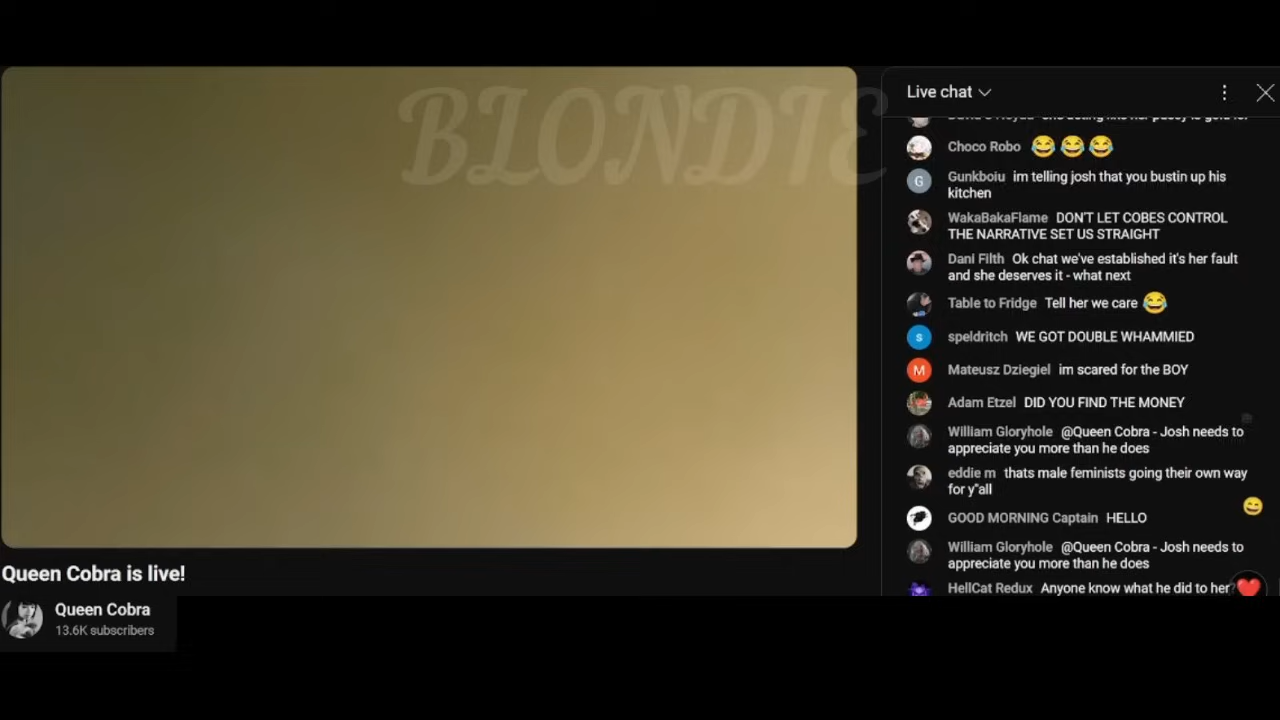 BLONDIE
Live chat
Choco Robo 😂😂😂
Gunkboiu im telling josh that you bustin up his
kitchen
WakaBakaFlame DON'T LET COBES CONTROL
THE NARRATIVE SET US STRAIGHT
Dani Filth Ok chat we've established it's her fault
and she deserves it - what next
Table to Fridge Tell her we care 😂
s speldritch WE GOT DOUBLE WHAMMIED
M Mateusz Dziegiel im scared for the BOY
Adam Etzel DID YOU FIND THE MONEY
William Gloryhole @Queen Cobra - Josh needs to
appreciate you more than he does
eddie m thats male feminists going their own way
for y"all
GOOD MORNING Captain HELLO
William Gloryhole @Queen Cobra - Josh needs to
appreciate you more than he does
HellCat Redux Anyone know what he did to her?
Queen Cobra is live!
Queen Cobra
13.6K subscribers